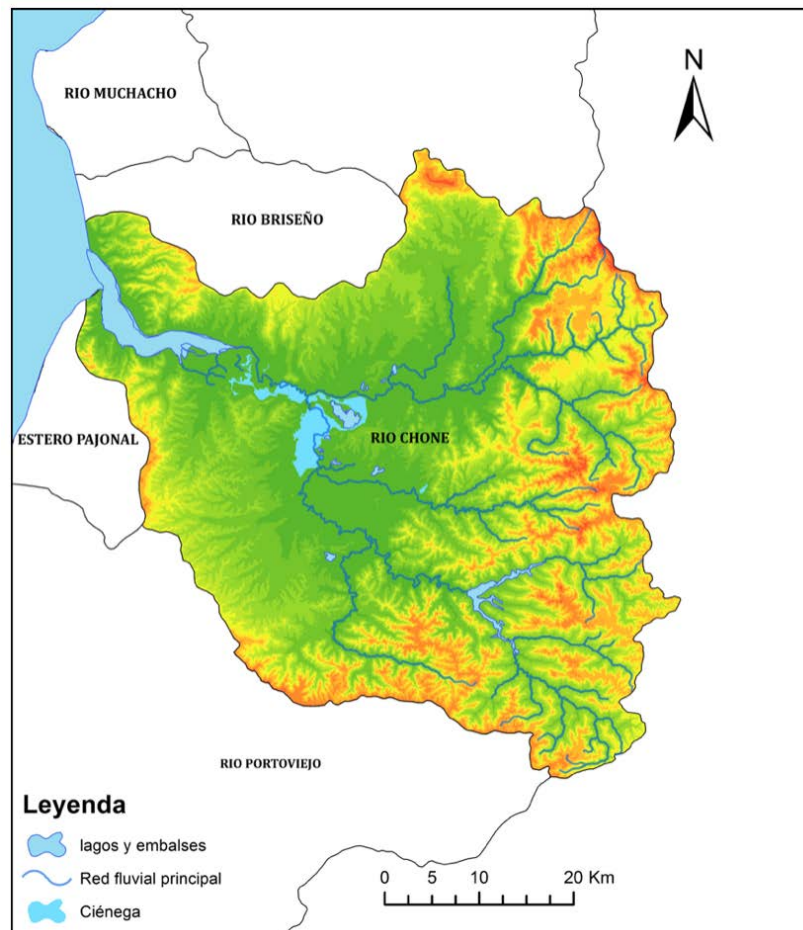 N
RIO MUCHACHO
RIO BRISEÑO
ESTERO PAJONAL
RIO CHONE
RIO PORTOVIEJO
Leyenda
lagos y embalses
Red fluvial principal
Ciénega
0 5 10 20 Km